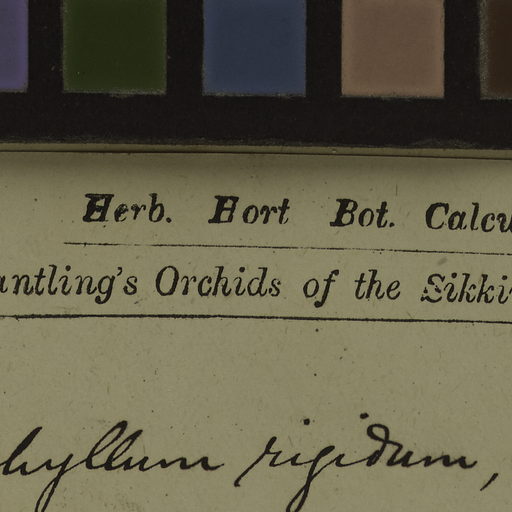 Herb. Hort Bot. Calcu
antling's Orchids of the Sikki
hyllum rigidum,